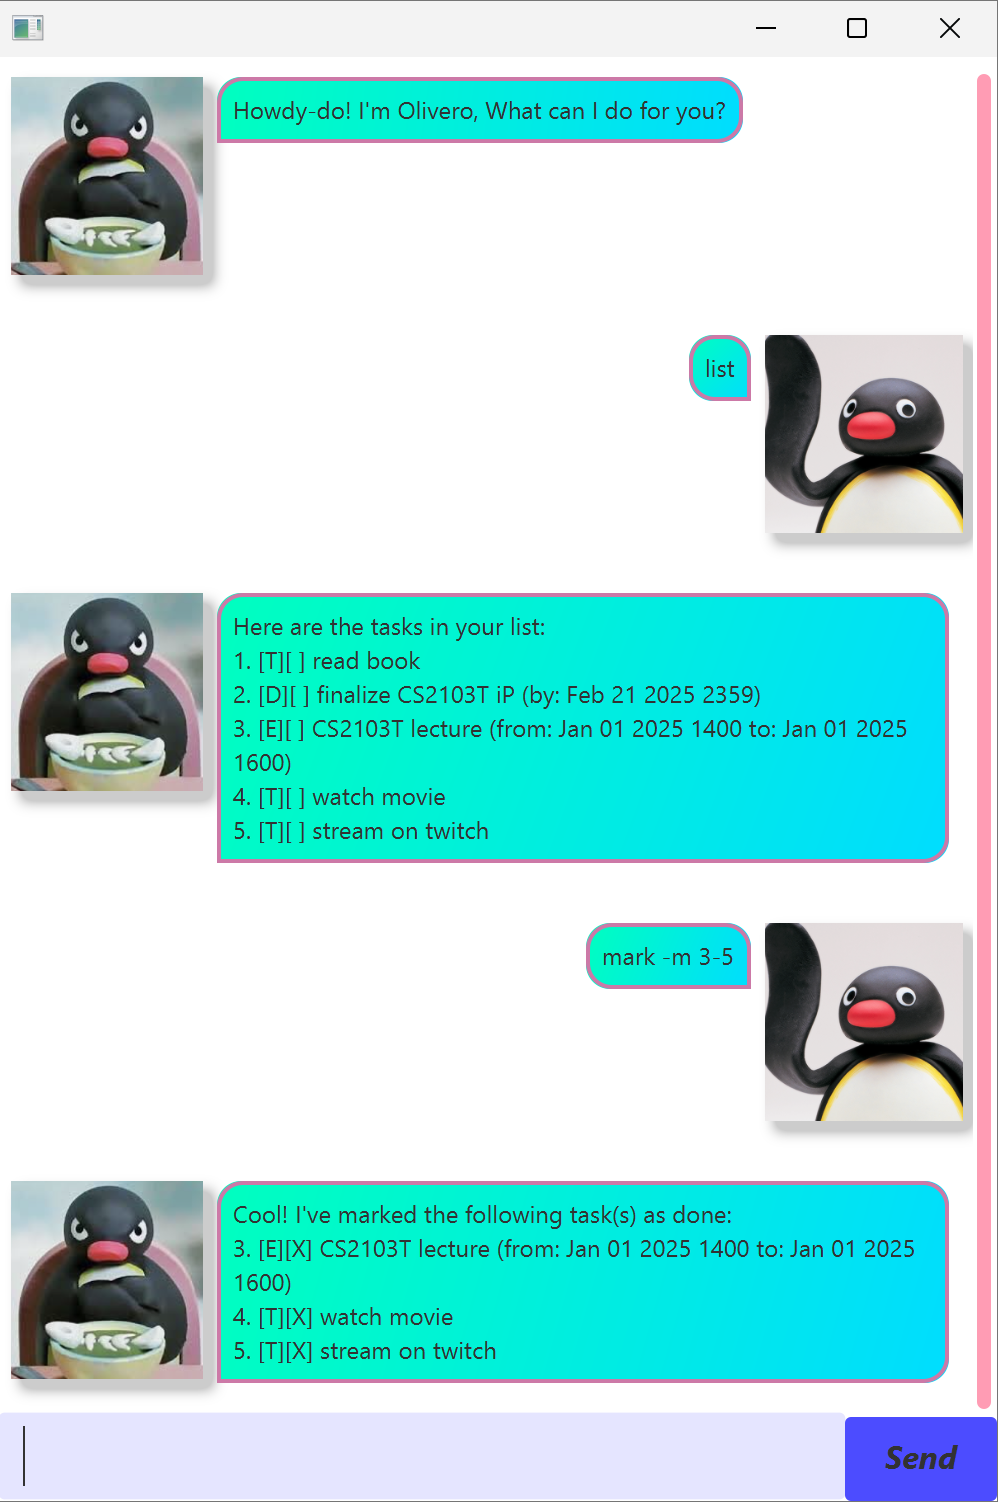 Howdy-do! I'm Olivero, What can I do for you?
list
Here are the tasks in your list:
1. [T][ ] read book
2. [D][ ] finalize CS2103T iP (by: Feb 21 2025 2359)
3. [E][ ] CS2103T lecture (from: Jan 01 2025 1400 to: Jan 01 2025
1600)
4. [T][ ] watch movie
5. [T][ ] stream on twitch
mark -m 3-5
Cool! I've marked the following task(s) as done:
3. [E][X] CS2103T lecture (from: Jan 01 2025 1400 to: Jan 01 2025
1600)
4. [T][X] watch movie
5. [T][X] stream on twitch
Send